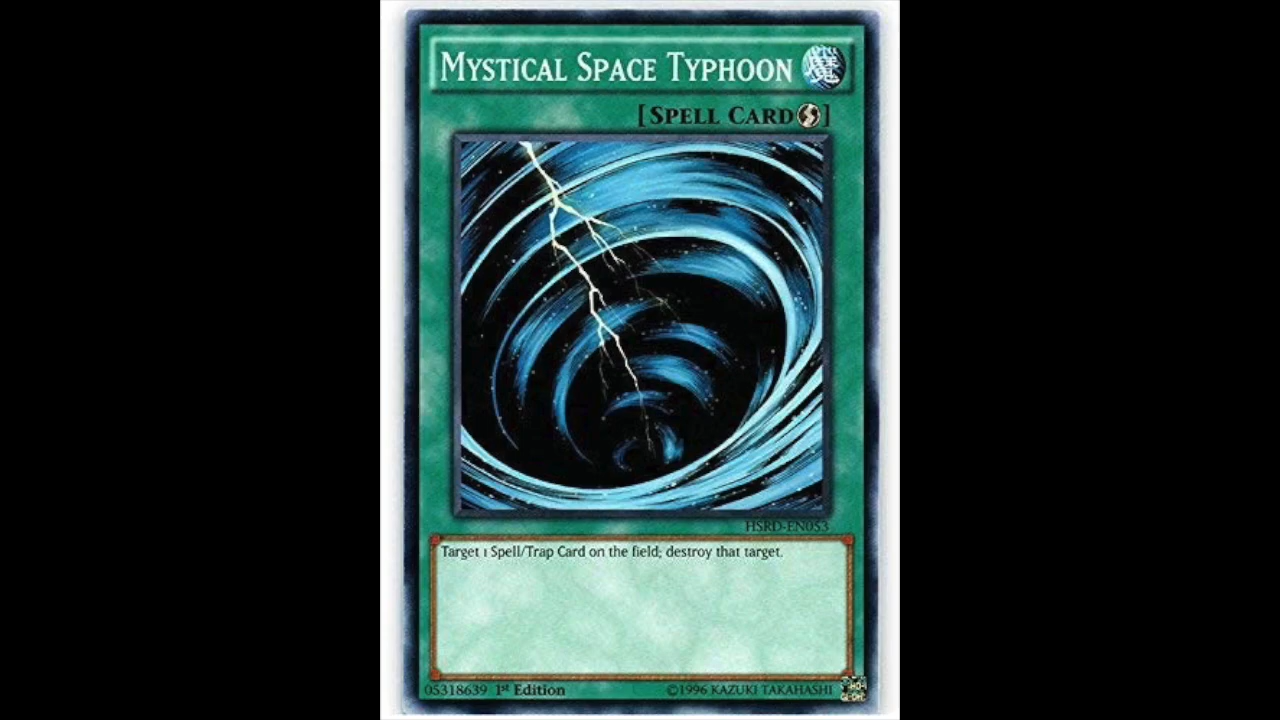 MYSTICAL SPACE TYPHOON
[SPELL CARD]
HSRD-EN053
Target 1 Spell/Trap Card on the field; destroy that target.
05318639 1st Edition ©1996 KAZUKI TAKAHASHI